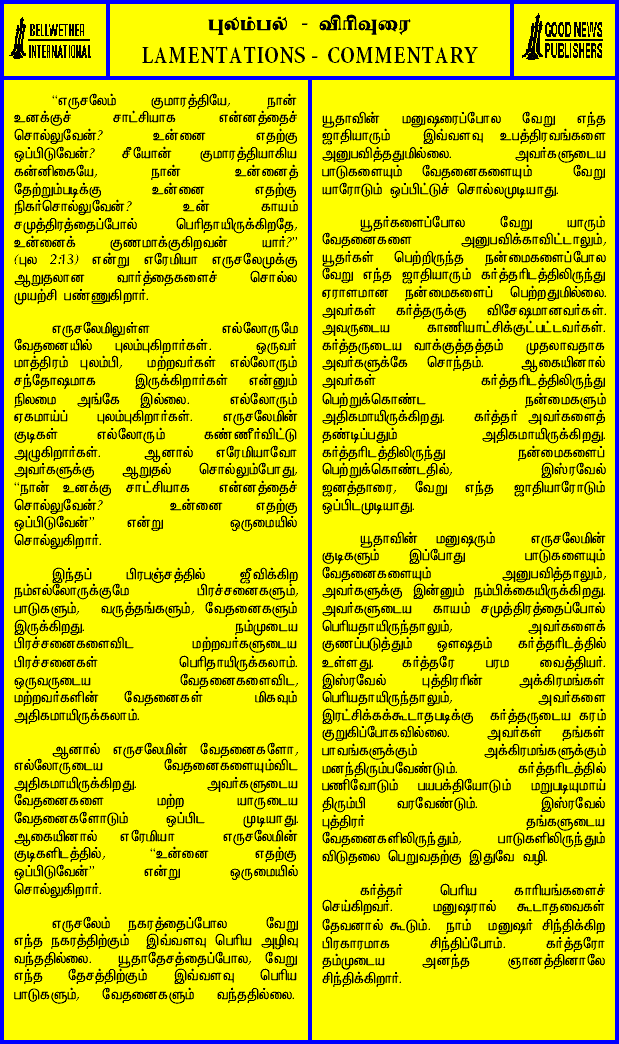 BELLWETHER
INTERNATIONAL
புலம்பல் - விரிவுரை
LAMENTATIONS - COMMENTARY
GOOD NEWS
PUBLISHERS
“எருசலேம் குமாரத்தியே, நான்
உனக்குச் சாட்சியாக என்னத்தைச்
சொல்லுவேன்? உன்னை எதற்கு
ஒப்பிடுவேன்? சீயோன் குமாரத்தியாகிய
கன்னிகையே, நான் உன்னைத்
தேற்றும்படிக்கு உன்னை எதற்கு
நிகர்சொல்லுவேன்? உன் காயம்
சமுத்திரத்தைப்போல் பெரிதாயிருக்கிறதே,
உன்னைக் குணமாக்குகிறவன் யார்?”
(புல 2:13) என்று எரேமியா எருசலேமுக்கு
ஆறுதலான வார்த்தைகளைச் சொல்ல
முயற்சி பண்ணுகிறார்.
எருசலேமிலுள்ள எல்லோருமே
வேதனையில் புலம்புகிறார்கள். ஒருவர்
மாத்திரம் புலம்பி, மற்றவர்கள் எல்லோரும்
சந்தோஷமாக இருக்கிறார்கள் என்னும்
நிலமை அங்கே இல்லை. எல்லோரும்
ஏகமாய்ப் புலம்புகிறார்கள். எருசலேமின்
குடிகள் எல்லோரும் கண்ணீர்விட்டு
அழுகிறார்கள். ஆனால் எரேமியாவோ
அவர்களுக்கு ஆறுதல் சொல்லும்போது,
“நான் உனக்கு சாட்சியாக என்னத்தைச்
சொல்லுவேன்? உன்னை எதற்கு
ஒப்பிடுவேன்” என்று ஒருமையில்
சொல்லுகிறார்.
இந்தப் பிரபஞ்சத்தில் ஜீவிக்கிற
நம்எல்லோருக்குமே பிரச்சனைகளும்,
பாடுகளும், வருத்தங்களும், வேதனைகளும்
இருக்கிறது. நம்முடைய
பிரச்சனைகளைவிட மற்றவர்களுடைய
பிரச்சனைகள் பெரிதாயிருக்கலாம்.
ஒருவருடைய வேதனைகளைவிட,
மற்றவர்களின் வேதனைகள் மிகவும்
அதிகமாயிருக்கலாம்.
ஆனால் எருசலேமின் வேதனைகளோ,
எல்லோருடைய வேதனைகளையும்விட
அதிகமாயிருக்கிறது. அவர்களுடைய
வேதனைகளை மற்ற யாருடைய
வேதனைகளோடும் ஒப்பிட முடியாது.
ஆகையினால் எரேமியா எருசலேமின்
குடிகளிடத்தில், “உன்னை எதற்கு
ஒப்பிடுவேன்” என்று ஒருமையில்
சொல்லுகிறார்.
எருசலேம் நகரத்தைப்போல வேறு
எந்த நகரத்திற்கும் இவ்வளவு பெரிய அழிவு
வந்ததில்லை. யூதாதேசத்தைப்போல, வேறு
எந்த தேசத்திற்கும் இவ்வளவு பெரிய
பாடுகளும், வேதனைகளும் வந்ததில்லை.
யூதாவின் மனுஷரைப்போல வேறு எந்த
ஜாதியாரும் இவ்வளவு உபத்திரவங்களை
அனுபவித்ததுமில்லை. அவர்களுடைய
பாடுகளையும் வேதனைகளையும் வேறு
யாரோடும் ஒப்பிட்டுச் சொல்லமுடியாது.
யூதர்களைப்போல வேறு யாரும்
வேதனைகளை அனுபவிக்காவிட்டாலும்,
யூதர்கள் பெற்றிருந்த நன்மைகளைப்போல
வேறு எந்த ஜாதியாரும் கர்த்தரிடத்திலிருந்து
ஏராளமான நன்மைகளைப் பெற்றதுமில்லை.
அவர்கள் கர்த்தருக்கு விசேஷமானவர்கள்.
அவருடைய காணியாட்சிக்குட்பட்டவர்கள்.
கர்த்தருடைய வாக்குத்தத்தம் முதலாவதாக
அவர்களுக்கே சொந்தம். ஆகையினால்
அவர்கள் கர்த்தரிடத்திலிருந்து
பெற்றுக்கொண்ட நன்மைகளும்
அதிகமாயிருக்கிறது. கர்த்தர் அவர்களைத்
தண்டிப்பதும் அதிகமாயிருக்கிறது.
கர்த்தரிடத்திலிருந்து நன்மைகளைப்
பெற்றுக்கொண்டதில், இஸ்ரவேல்
ஜனத்தாரை, வேறு எந்த ஜாதியாரோடும்
ஒப்பிடமுடியாது.
யூதாவின் மனுஷரும் எருசலேமின்
குடிகளும் இப்போது பாடுகளையும்
வேதனைகளையும் அனுபவித்தாலும்,
அவர்களுக்கு இன்னும் நம்பிக்கையிருக்கிறது.
அவர்களுடைய காயம் சமுத்திரத்தைப்போல்
பெரியதாயிருந்தாலும், அவர்களைக்
குணப்படுத்தும் ஔஷதம் கர்த்தரிடத்தில்
உள்ளது. கர்த்தரே பரம வைத்தியர்.
இஸ்ரவேல் புத்திரரின் அக்கிரமங்கள்
பெரியதாயிருந்தாலும், அவர்களை
இரட்சிக்கக்கூடாதபடிக்கு கர்த்தருடைய கரம்
குறுகிப்போகவில்லை. அவர்கள் தங்கள்
பாவங்களுக்கும் அக்கிரமங்களுக்கும்
மனந்திரும்பவேண்டும். கர்த்தரிடத்தில்
பணிவோடும் பயபக்தியோடும் மறுபடியுமாய்
திரும்பி வரவேண்டும். இஸ்ரவேல்
புத்திரர் தங்களுடைய
வேதனைகளிலிருந்தும், பாடுகளிலிருந்தும்
விடுதலை பெறுவதற்கு இதுவே வழி.
கர்த்தர் பெரிய காரியங்களைச்
செய்கிறவர். மனுஷரால் கூடாதவைகள்
தேவனால் கூடும். நாம் மனுஷர் சிந்திக்கிற
பிரகாரமாக சிந்திப்போம். கர்த்தரோ
தம்முடைய அனந்த ஞானத்தினாலே
சிந்திக்கிறார்.